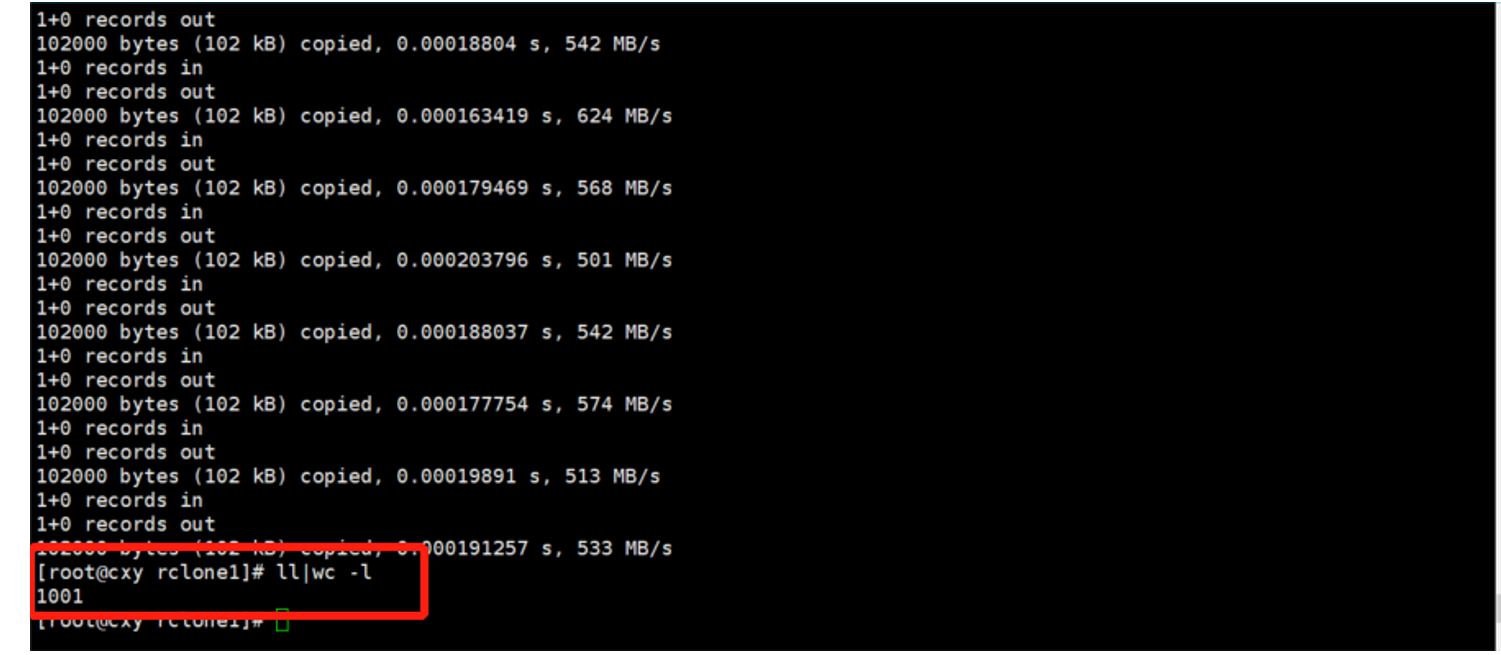 1+0 records out
102000 bytes (102 kB) copied, 0.00018804 s, 542 MB/s
1+0 records in
1+0 records out
102000 bytes (102 kB) copied, 0.000163419 s, 624 MB/s
1+0 records in
1+0 records out
102000 bytes (102 kB) copied, 0.000179469 s, 568 MB/s
1+0 records in
1+0 records out
102000 bytes (102 kB) copied, 0.000203796 s, 501 MB/s
1+0 records in
1+0 records out
102000 bytes (102 kB) copied, 0.000188037 s, 542 MB/s
1+0 records in
1+0 records out
102000 bytes (102 kB) copied, 0.000177754 s, 574 MB/s
1+0 records in
1+0 records out
102000 bytes (102 kB) copied, 0.00019891 s, 513 MB/s
1+0 records in
1+0 records out
102000 bytes (102 kB) copied, 0.000191257 s, 533 MB/s
[root@cxy rclone1]# ll|wc -l
1001
[root@cxy rclone1]#